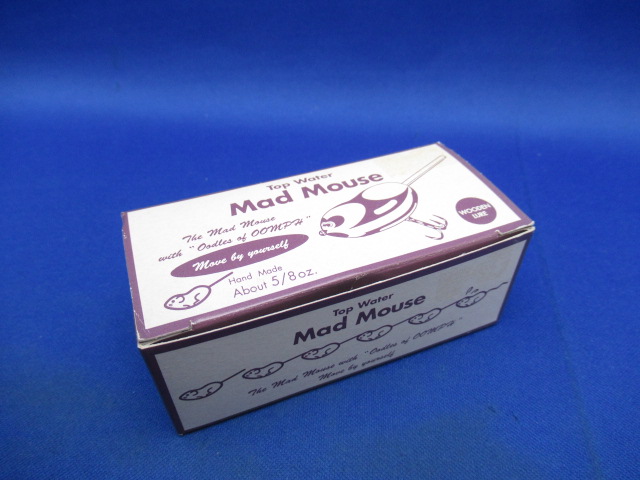 Top Water
Mad Mouse
The Mad Mouse
with "Oodles of OOMPH"
Move by yourself
Hand Made
About 5/8oz.
WOODEN
LURE
Top Water
Mad Mouse
The Mad Mouse with "Oodles of OOMPH"
Move by yourself